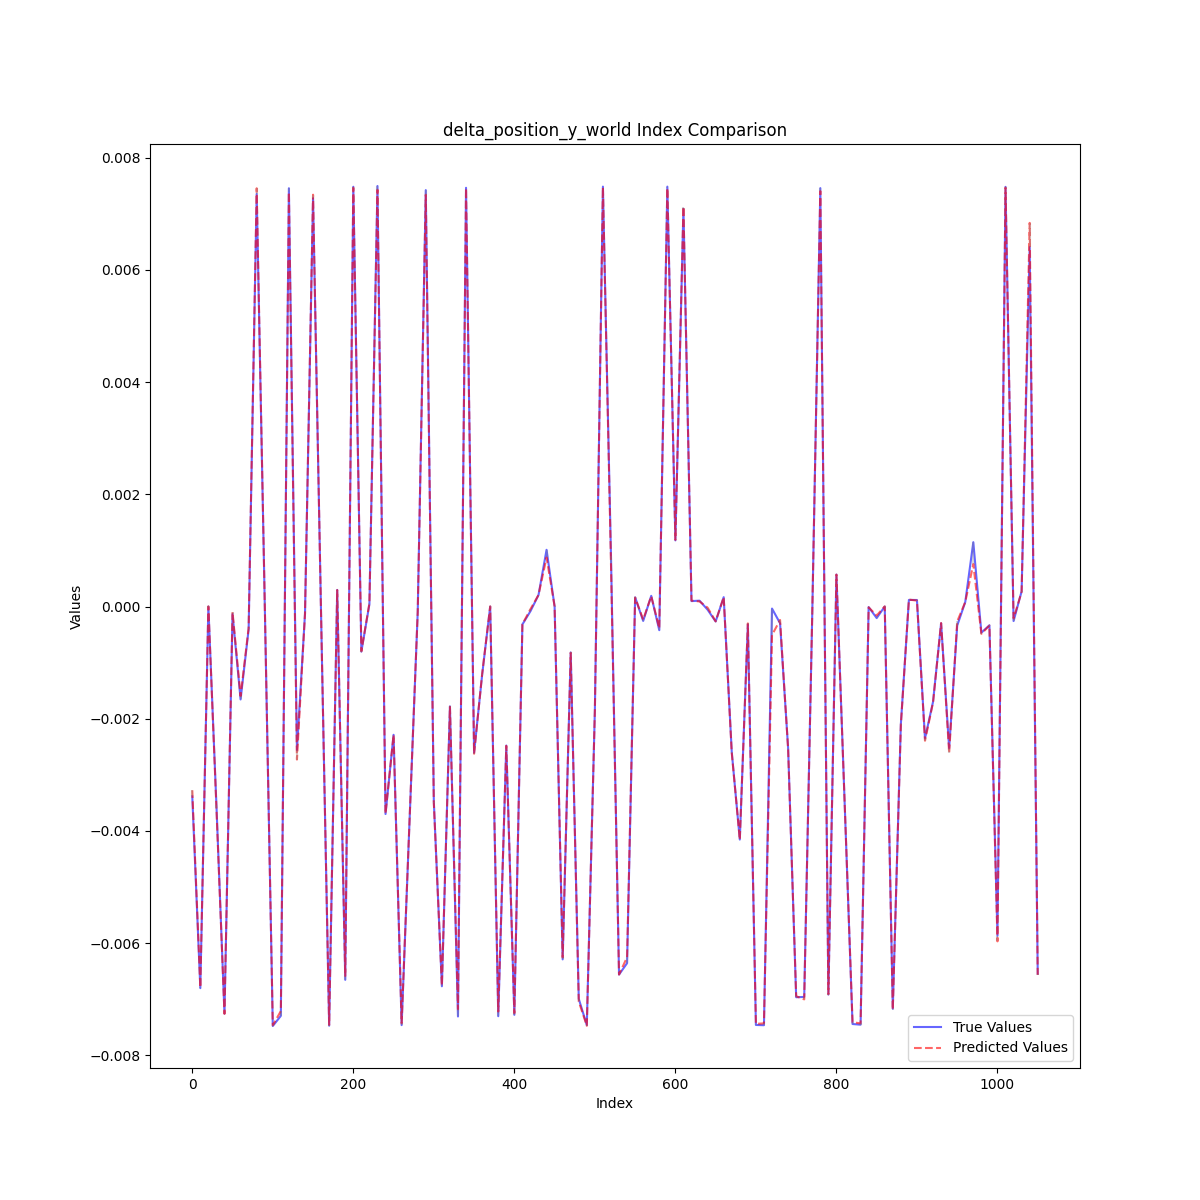 delta_position_y_world Index Comparison
0.008
0.006
0.004
0.002
0.000
−0.002
−0.004
−0.006
−0.008
Values
0 200 400 600 800 1000
Index
True Values
Predicted Values